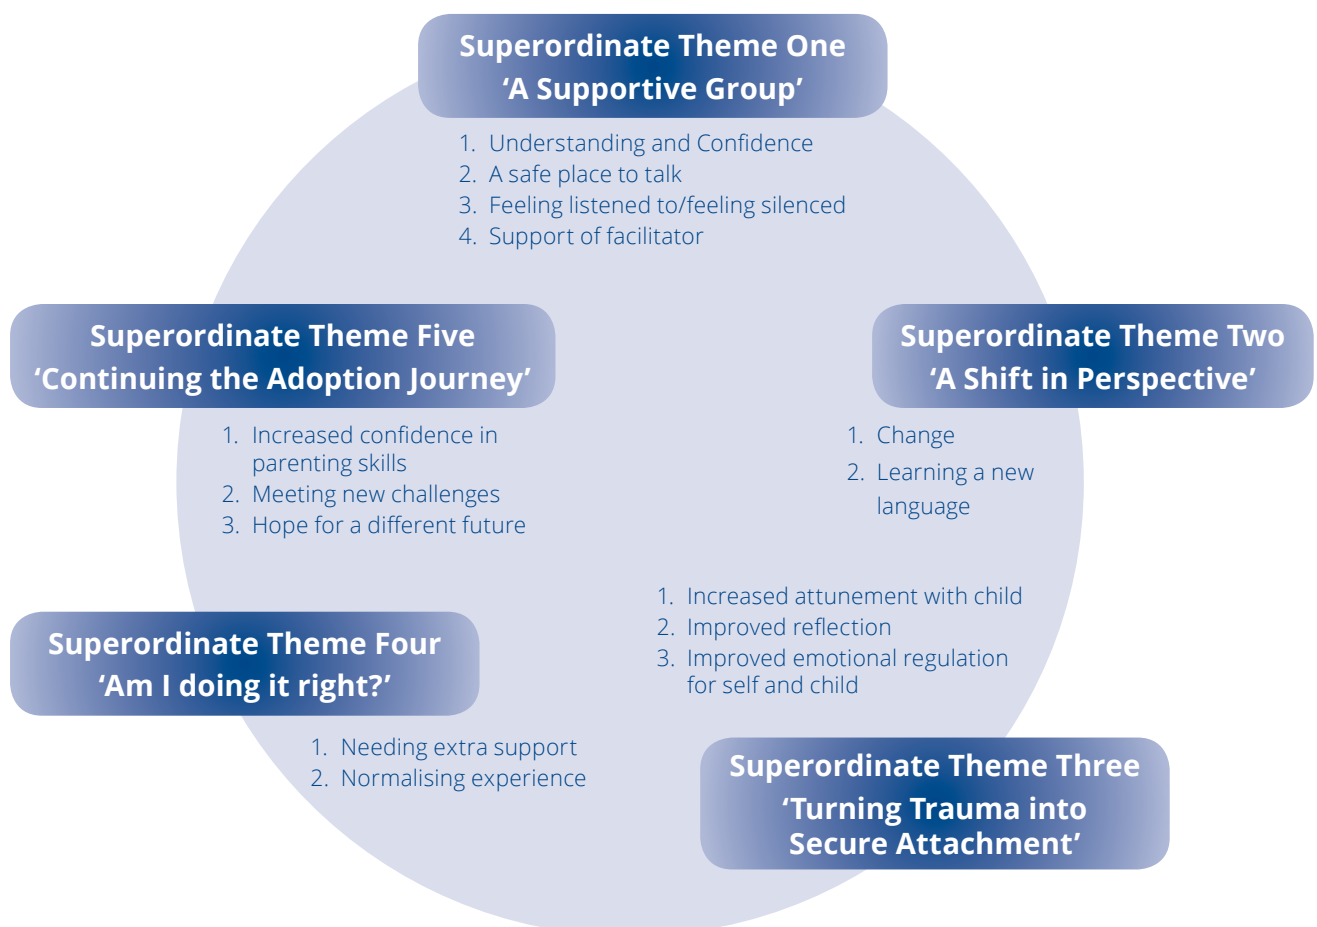 Superordinate Theme One
‘A Supportive Group’
1. Understanding and Confidence
2. A safe place to talk
3. Feeling listened to/feeling silenced
4. Support of facilitator
Superordinate Theme Two
‘A Shift in Perspective’
1. Change
2. Learning a new
language
1. Increased attunement with child
2. Improved reflection
3. Improved emotional regulation
for self and child
Superordinate Theme Three
‘Turning Trauma into
Secure Attachment’
Superordinate Theme Four
‘Am I doing it right?’
1. Needing extra support
2. Normalising experience
Superordinate Theme Five
‘Continuing the Adoption Journey’
1. Increased confidence in
parenting skills
2. Meeting new challenges
3. Hope for a different future